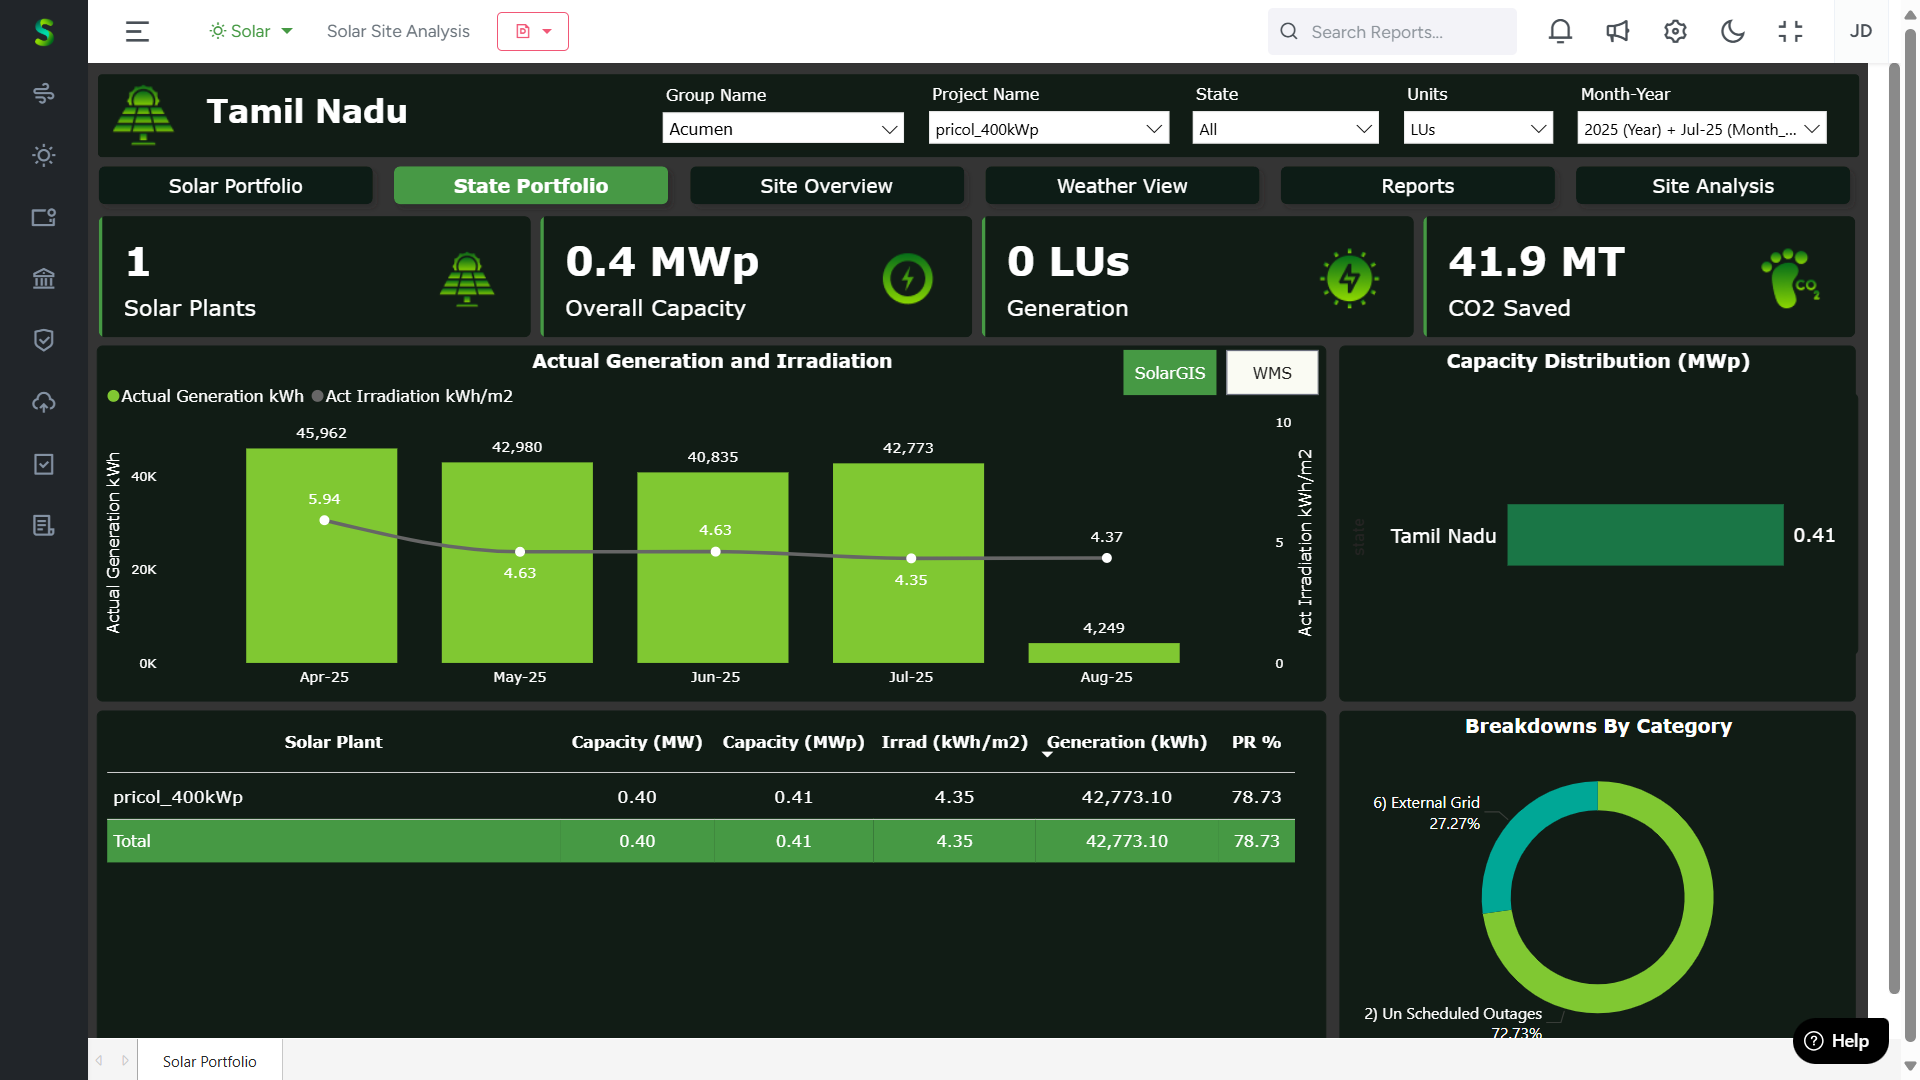 Solar
Solar Site Analysis
Search Reports...
JD
Tamil Nadu
Group Name
Acumen
Project Name
pricol_400kWp
State
All
Units
LUs
Month-Year
2025 (Year) + Jul-25 (Month_...
Solar Portfolio
State Portfolio
Site Overview
Weather View
Reports
Site Analysis
1
Solar Plants
0.4 MWp
Overall Capacity
0 LUs
Generation
41.9 MT
CO2 Saved
CO2
Actual Generation and Irradiation
SolarGIS
WMS
Actual Generation kWh
Act Irradiation kWh/m2
Actual Generation kWh
40K
20K
0K
45,962
42,980
40,835
42,773
4,249
5.94
4.63
4.63
4.35
4.37
Apr-25
May-25
Jun-25
Jul-25
Aug-25
10
5
0
Act Irradiation kWh/m2
Capacity Distribution (MWp)
state
Tamil Nadu
0.41
Solar Plant Capacity (MW) Capacity (MWp) Irrad (kWh/m2) Generation (kWh) PR %
pricol_400kWp 0.40 0.41 4.35 42,773.10 78.73
Total 0.40 0.41 4.35 42,773.10 78.73
Breakdowns By Category
6) External Grid
27.27%
2) Un Scheduled Outages
72.73%
Help
Solar Portfolio